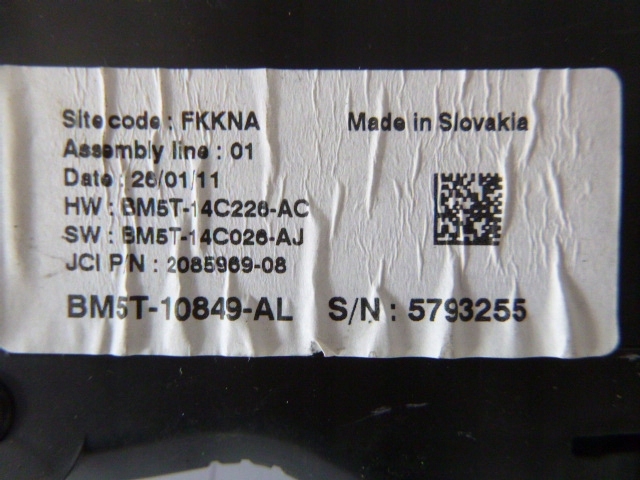 Site code : FKKNA
Made in Slovakia
Assembly line : 01
Date : 26/01/11
HW : BM5T-14C226-AC
SW : BM5T-14C026-AJ
JCI P/N : 2085969-08
BM5T-10849-AL S/N : 5793255